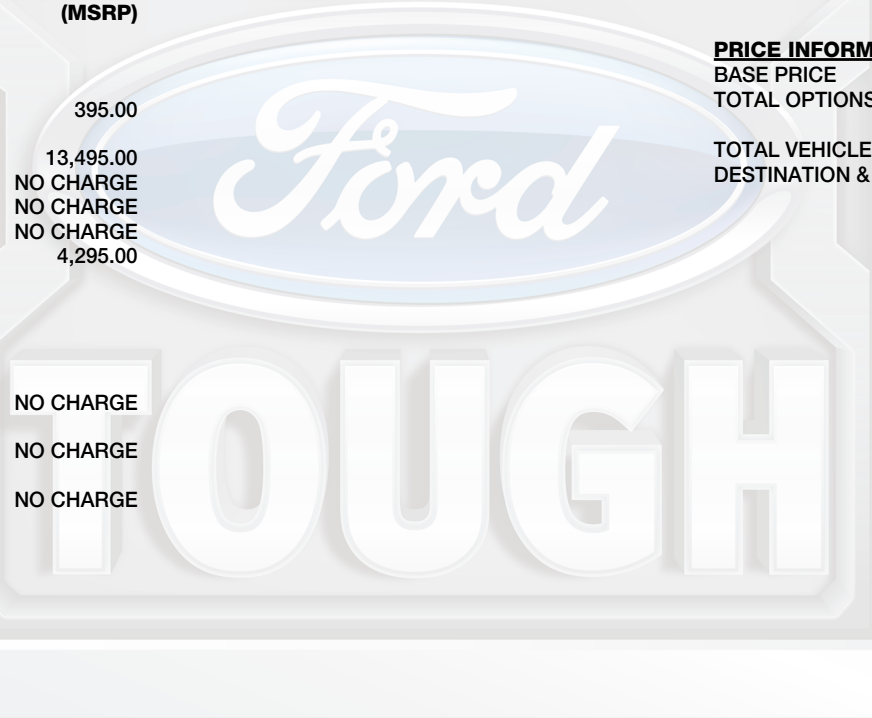 (MSRP)
395.00
13,495.00
NO CHARGE
NO CHARGE
NO CHARGE
4,295.00
NO CHARGE
NO CHARGE
NO CHARGE
PRICE INFORM
BASE PRICE
TOTAL OPTIONS
TOTAL VEHICLE
DESTINATION &
Ford
TOUGH